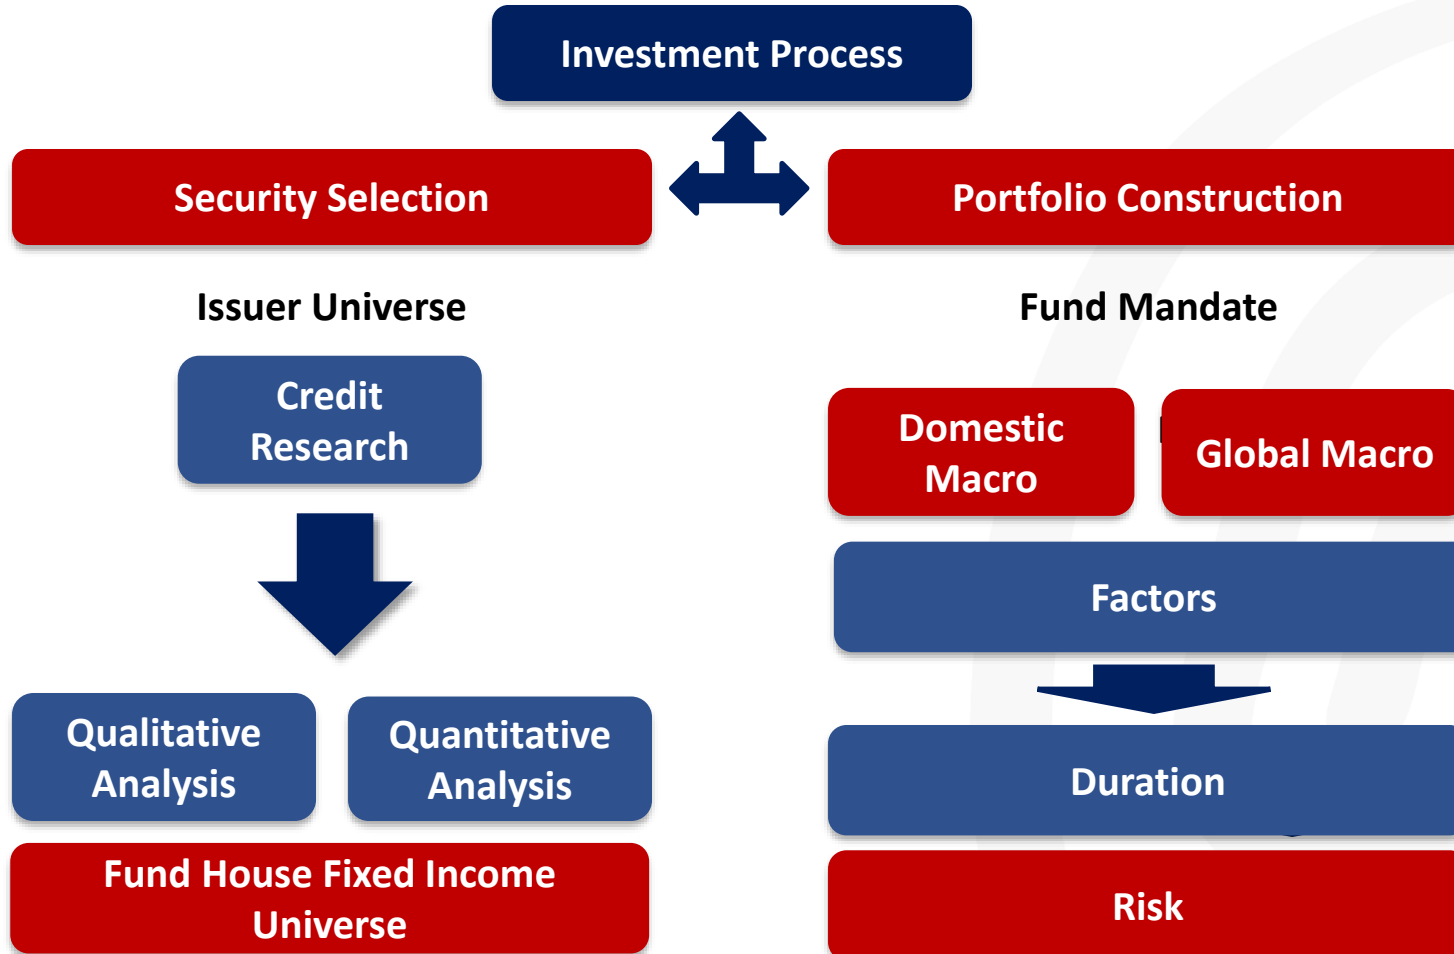 Investment Process
Security Selection
Portfolio Construction
Issuer Universe
Fund Mandate
Credit
Research
Domestic
Macro
Global Macro
Factors
Qualitative
Analysis
Quantitative
Analysis
Duration
Fund House Fixed Income
Universe
Risk